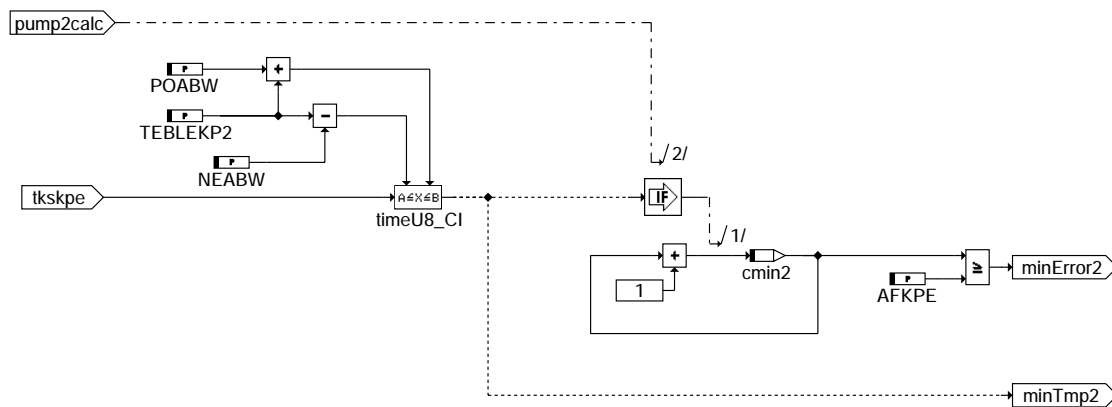 pump2calc
P
POABW
+
P
TEBLEKP2
-
P
NEABW
/2/
tkskpe
A≤X≤B
timeU8_CI
IF
/1/
+
cmin2
1
P
AFKPE
≥
minError2
minTmp2